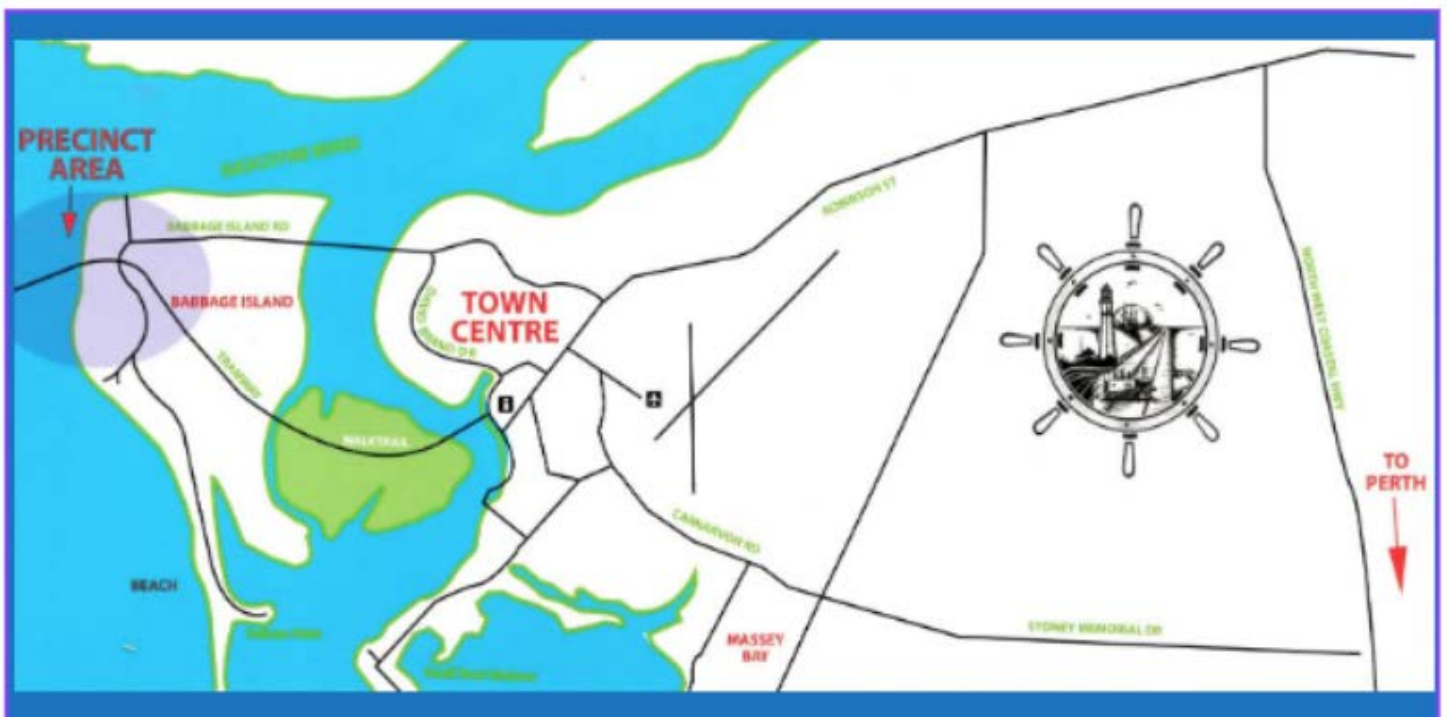 PRECINCT
AREA
BABBAGE ISLAND RD
BABBAGE ISLAND
TRAMWAY
WALKTRAIL
TOWN
CENTRE
ROBINSON ST
NORTH WEST COASTAL HWY
TO
PERTH
CARNARVON RD
SYDNEY MEMORIAL DR
MASSEY
BAY
BEACH